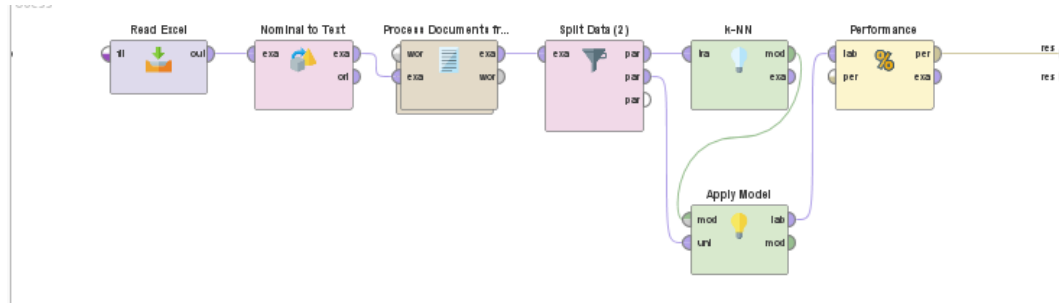 Read Excel
Nominal to Text
Process Documents fr...
Split Data (2)
k-NN
Performance
fil
out
exa
exa
ori
wor
exa
exa
wor
exa
par
par
par
tra
mod
exa
lab
per
per
exa
res
res
Apply Model
mod
unl
lab
mod